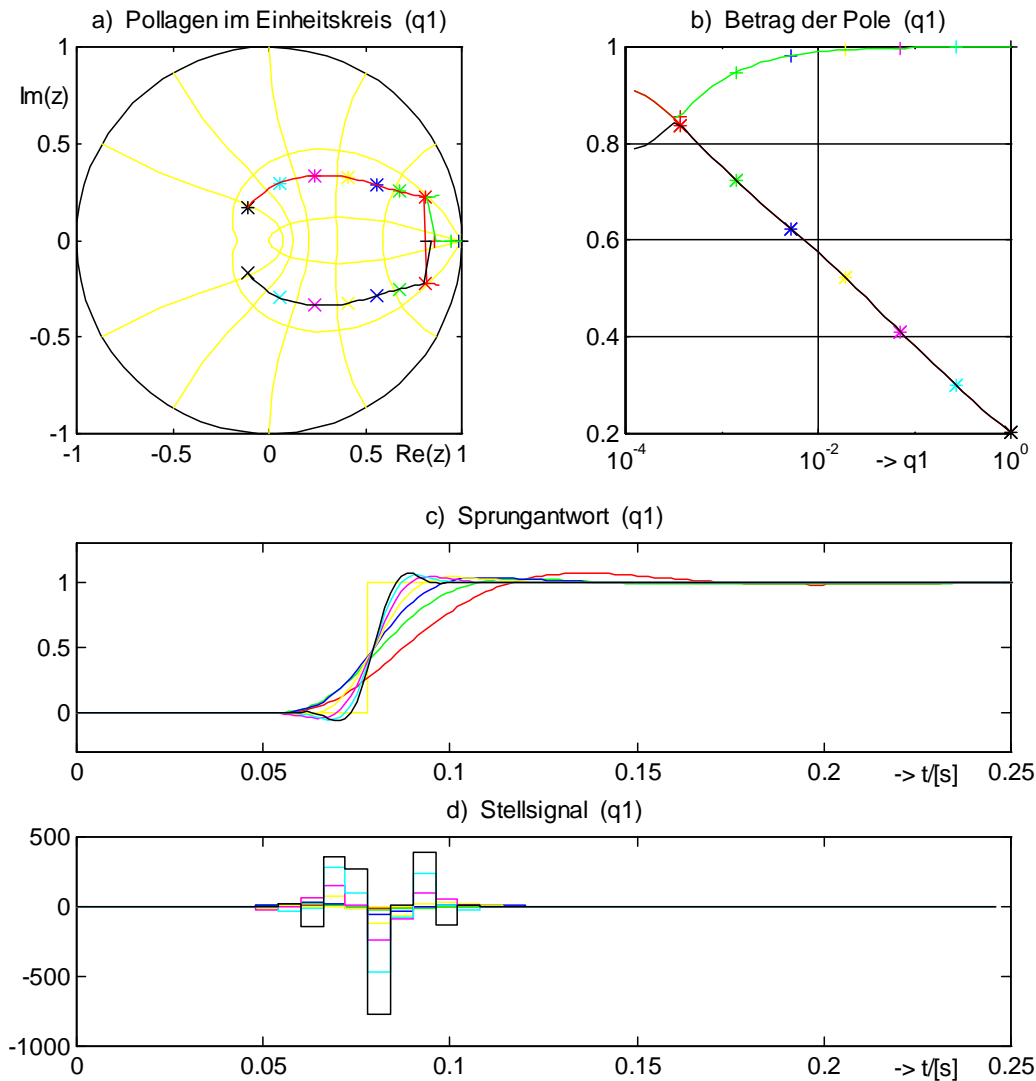 a) Pollagen im Einheitskreis (q1)
1
Im(z)
0.5
0
-0.5
-1
-1 -0.5 0 0.5 Re(z) 1
b) Betrag der Pole (q1)
1
0.8
0.6
0.4
0.2
10^-4 10^-2 -> q1 10^0
c) Sprungantwort (q1)
1
0.5
0
0 0.05 0.1 0.15 0.2 -> t/[s] 0.25
d) Stellsignal (q1)
500
0
-500
-1000
0 0.05 0.1 0.15 0.2 -> t/[s] 0.25